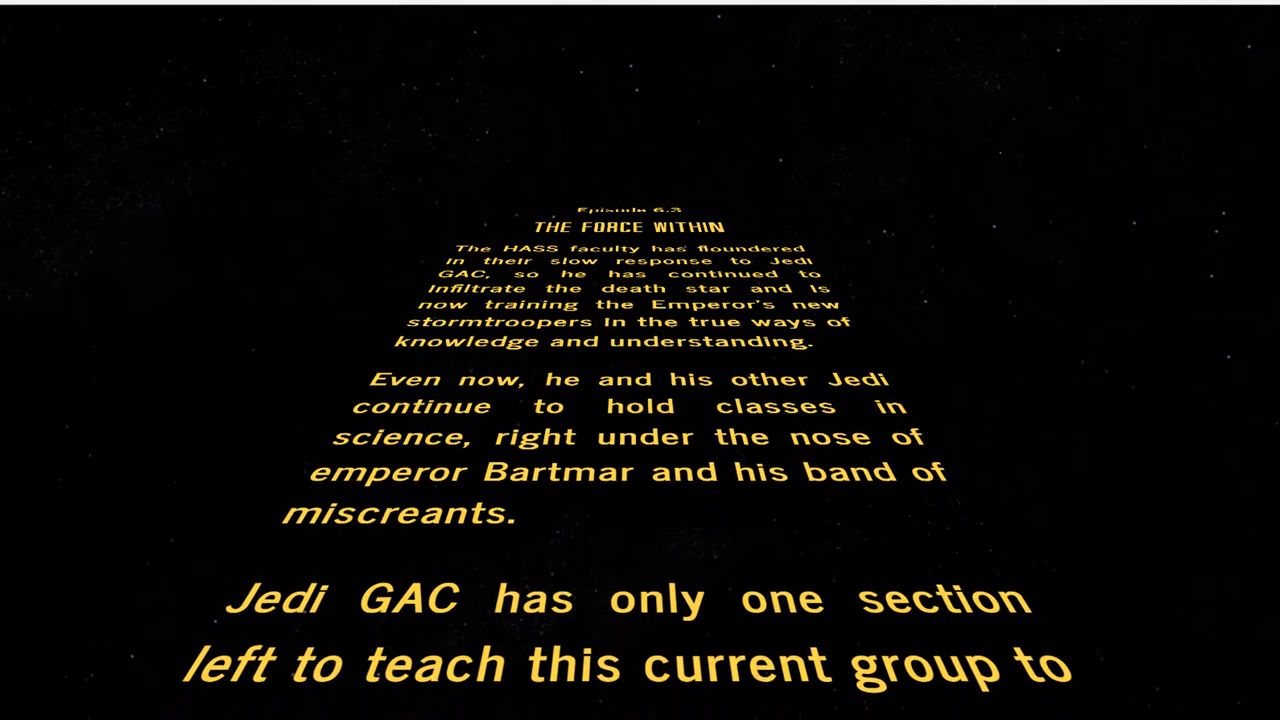 Episode 6.3
THE FORCE WITHIN
The HASS faculty has floundered
in their slow response to Jedi
GAC, so he has continued to
infiltrate the death star and is
now training the Emperor's new
stormtroopers in the true ways of
knowledge and understanding.
Even now, he and his other Jedi
continue to hold classes in
science, right under the nose of
emperor Bartmar and his band of
miscreants.
Jedi GAC has only one section
left to teach this current group to